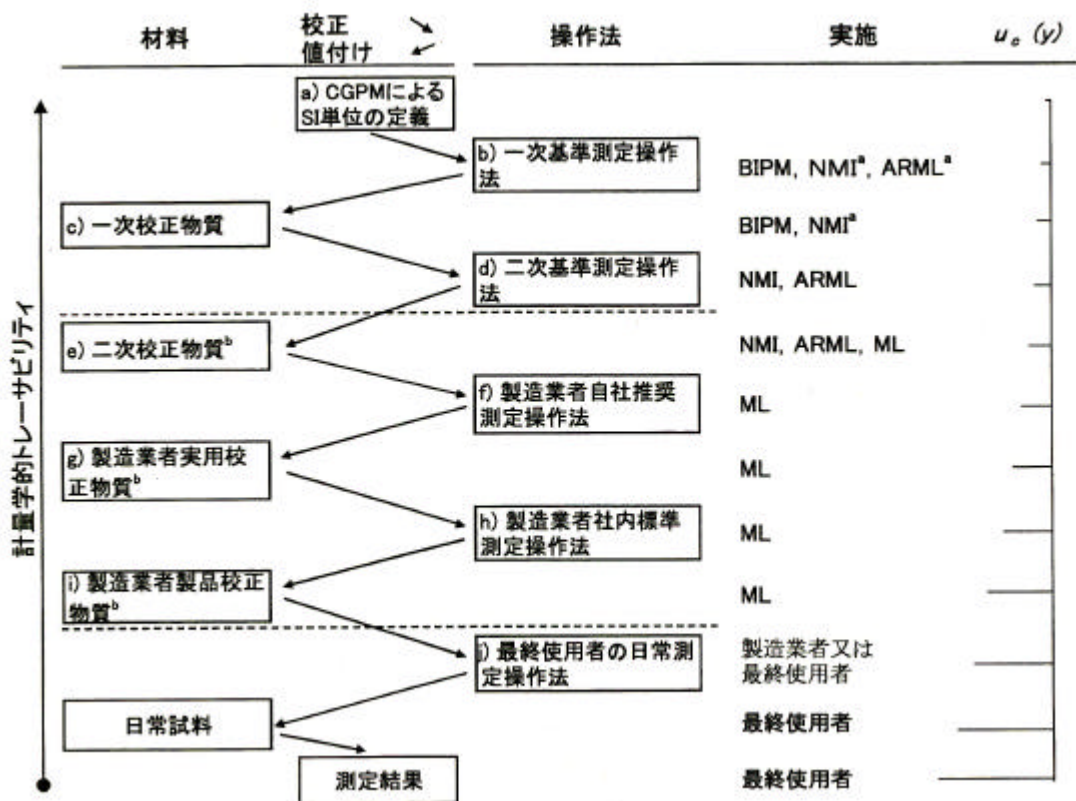 材料
校正
値付け
操作法
実施
u_c (y)
a) CGPMによる
SI単位の定義
b) 一次基準測定操作
法
BIPM, NMIᵃ, ARMLᵃ
c) 一次校正物質
BIPM, NMIᵃ
d) 二次基準測定操作
法
NMI, ARML
e) 二次校正物質ᵇ
NMI, ARML, ML
f) 製造業者自社推奨
測定操作法
ML
g) 製造業者実用校
正物質ᵇ
ML
h) 製造業者社内標準
測定操作法
ML
i) 製造業者製品校正
物質ᵇ
ML
j) 最終使用者の日常測
定操作法
製造業者又は
最終使用者
日常試料
最終使用者
測定結果
最終使用者
計量学的トレーサビリティ